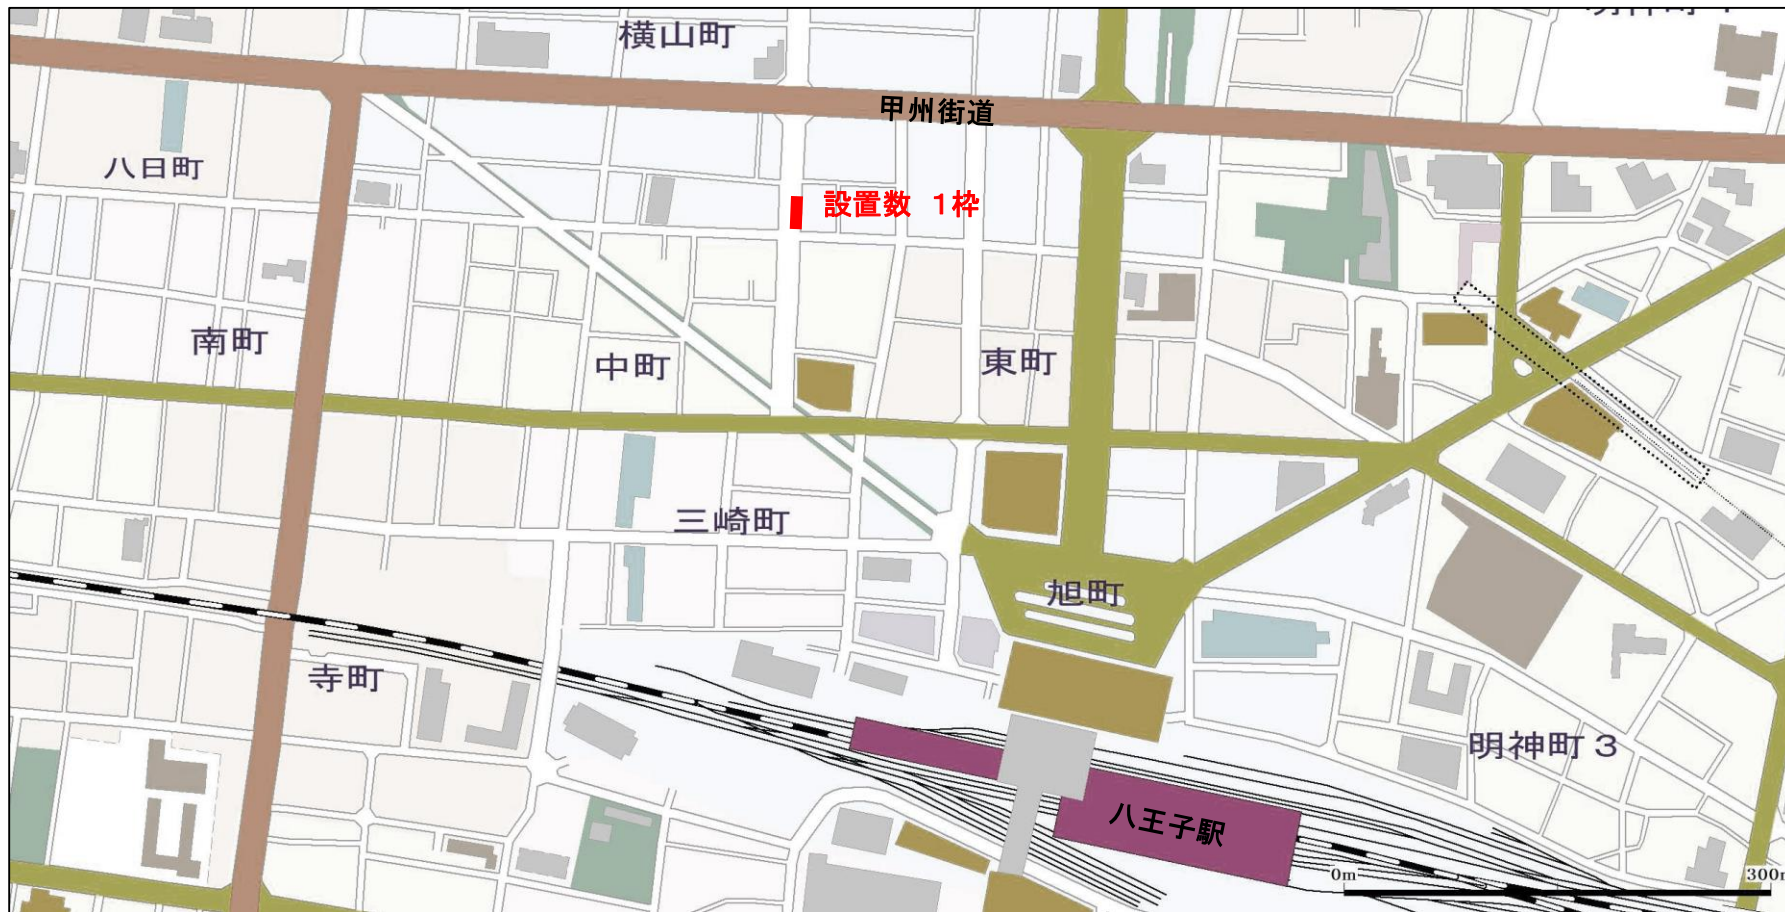 横山町
甲州街道
八日町
設置数 1枠
南町
中町
東町
三崎町
旭町
寺町
明神町3
八王子駅
0m
300m